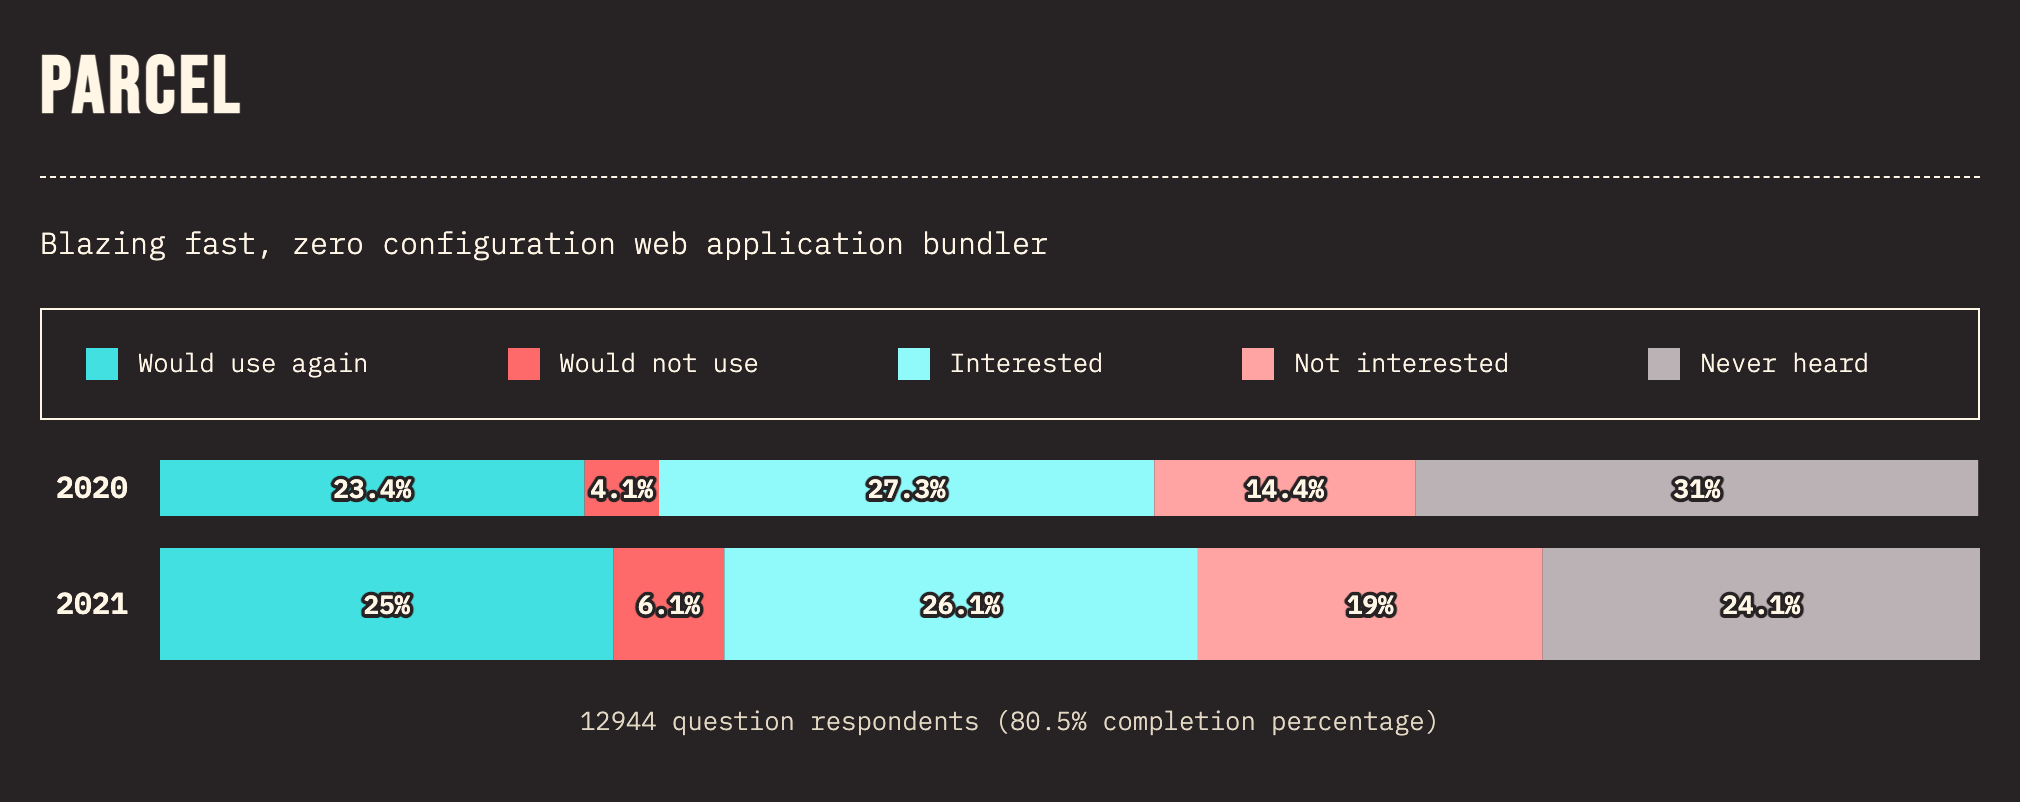 PARCEL
Blazing fast, zero configuration web application bundler
Would use again Would not use Interested Not interested Never heard
2020 23.4% 4.1% 27.3% 14.4% 31%
2021 25% 6.1% 26.1% 19% 24.1%
12944 question respondents (80.5% completion percentage)